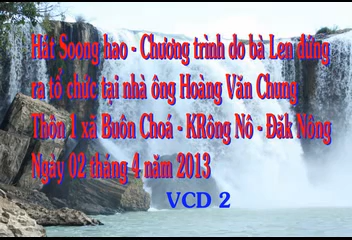 Hát Soong hao - Chương trình do bà Len đứng
ra tổ chức tại nhà ông Hoàng Văn Chung
Thôn 1 xã Buôn Choá - KRông Nô - Đăk Nông
Ngày 02 tháng 4 năm 2013
VCD 2